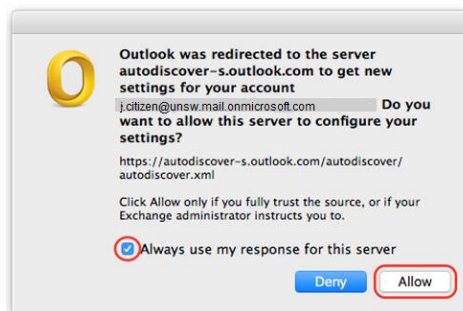 Outlook was redirected to the server
autodiscover-s.outlook.com to get new
settings for your account
j.citizen@unsw.mail.onmicrosoft.com Do you
want to allow this server to configure your
settings?
https://autodiscover-s.outlook.com/autodiscover/
autodiscover.xml
Click Allow only if you fully trust the source, or if your
Exchange administrator instructs you to.
Always use my response for this server
Deny Allow